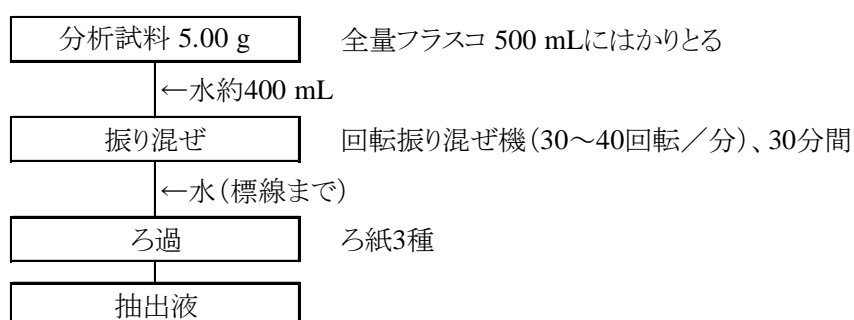 分析試料 5.00 g 全量フラスコ 500 mLにはかりとる
←水約400 mL
振り混ぜ 回転振り混ぜ機(30～40回転／分)、30分間
←水(標線まで)
ろ過 ろ紙3種
抽出液